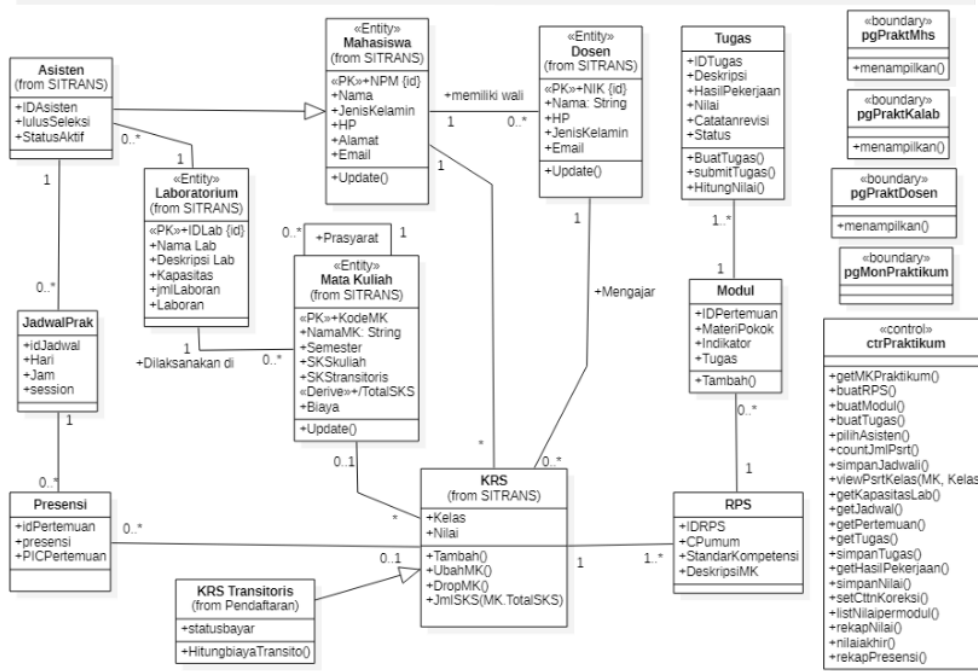 Asisten
(from SITRANS)
+IDAsisten
+lulusSeleksi
+StatusAktif
«Entity»
Mahasiswa
(from SITRANS)
«PK»+NPM {id}
+Nama
+JenisKelamin
+HP
+Alamat
+Email
+Update()
+memiliki wali
1
0..*
«Entity»
Dosen
(from SITRANS)
«PK»+NIK {id}
+Nama: String
+HP
+JenisKelamin
+Email
+Update()
Tugas
+IDTugas
+Deskripsi
+HasilPekerjaan
+Nilai
+Catatanrevisi
+Status
+BuatTugas()
+submitTugas()
+HitungNilai()
«boundary»
pgPraktMhs
+menampilkan()
«boundary»
pgPraktKalab
+menampilkan()
«boundary»
pgPraktDosen
+menampilkan()
«boundary»
pgMonPraktikum
0..*
1
1
1
1
1..*
1
«Entity»
Laboratorium
(from SITRANS)
«PK»+IDLab {id}
+Nama Lab
+Deskripsi Lab
+Kapasitas
+jmlLaboran
+Laboran
0..*
+Prasyarat
1
«Entity»
Mata Kuliah
(from SITRANS)
«PK»+KodeMK
+NamaMK: String
+Semester
+SKSkuliah
+SKStransitoris
«Derive»+/TotalSKS
+Biaya
+Update()
+Mengajar
Modul
+IDPertemuan
+MateriPokok
+Indikator
+Tugas
+Tambah()
0..*
JadwalPrak
+idJadwal
+Hari
+Jam
+session
1
+Dilaksanakan di
0..*
1
0..*
0..1
*
*
0..*
0..*
1
«control»
ctrPraktikum
+getMKPraktikum()
+buatRPS()
+buatModul()
+buatTugas()
+pilihAsisten()
+countJmlPsrt()
+simpanJadwali()
+viewPsrtKelas(MK, Kelas
+getKapasitasLab()
+getJadwal()
+getPertemuan()
+getTugas()
+simpanTugas()
+getHasilPekerjaan()
+simpanNilai()
+setCttnKoreksi()
+listNilaipermodul()
+rekapNilai()
+nilaiakhir()
+rekapPresensi()
Presensi
+idPertemuan
+presensi
+PICPertemuan
0..*
0..1
KRS
(from SITRANS)
+Kelas
+Nilai
+Tambah()
+UbahMK()
+DropMK()
+JmlSKS(MK.TotalSKS)
1
1..*
RPS
+IDRPS
+CPumum
+StandarKompetensi
+DeskripsiMK
KRS Transitoris
(from Pendaftaran)
+statusbayar
+HitungbiayaTransito()